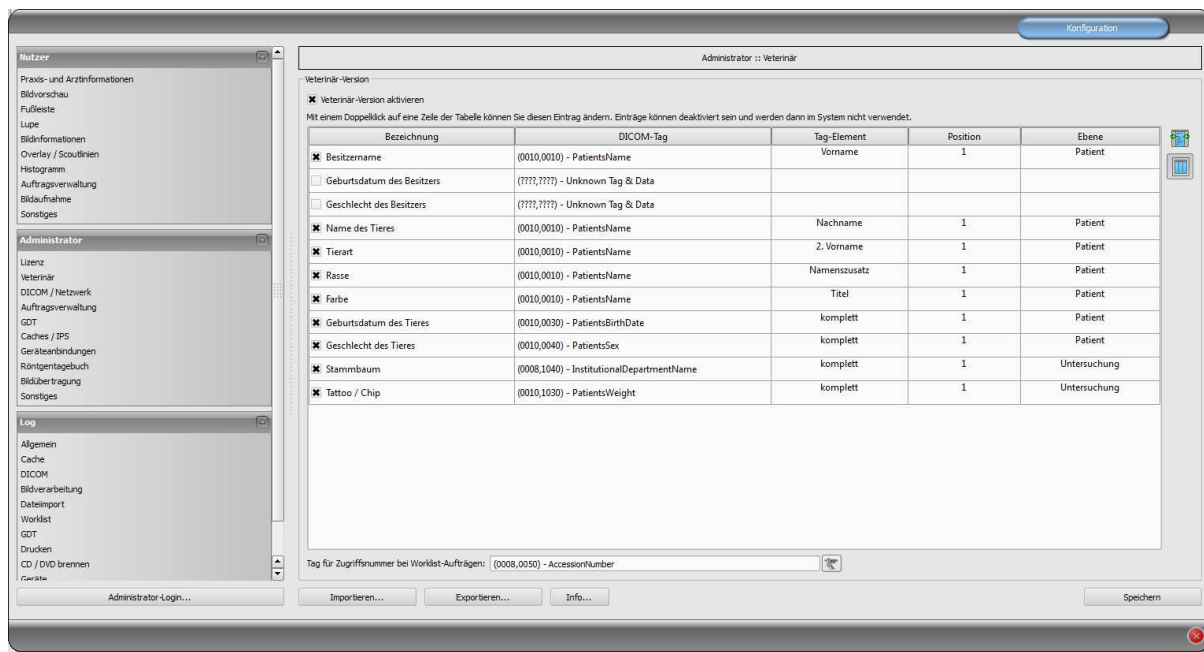 Konfiguration
Nutzer
Praxis- und Arztinformationen
Bildvorschau
Fußleiste
Lupe
Bildinformationen
Overlay / Scoutlinien
Histogramm
Auftragsverwaltung
Bildaufnahme
Sonstiges
Administrator
Lizenz
Veterinär
DICOM / Netzwerk
Auftragsverwaltung
GDT
Caches / IPS
Geräteanbindungen
Röntgentagebuch
Bildübertragung
Sonstiges
Log
Allgemein
Cache
DICOM
Bildverarbeitung
Dateiimport
Worklist
GDT
Drucken
CD / DVD brennen
Geräte
Administrator-Login...
Administrator :: Veterinär
Veterinär-Version
Veterinär-Version aktivieren
Mit einem Doppelklick auf eine Zeile der Tabelle können Sie diesen Eintrag ändern. Einträge können deaktiviert sein und werden dann im System nicht verwendet.
Bezeichnung DICOM-Tag Tag-Element Position Ebene
Besitzername (0010,0010) - PatientsName Vorname 1 Patient
Geburtsdatum des Besitzers (????,????) - Unknown Tag & Data
Geschlecht des Besitzers (????,????) - Unknown Tag & Data
Name des Tieres (0010,0010) - PatientsName Nachname 1 Patient
Tierart (0010,0010) - PatientsName 2. Vorname 1 Patient
Rasse (0010,0010) - PatientsName Namenszusatz 1 Patient
Farbe (0010,0010) - PatientsName Titel 1 Patient
Geburtsdatum des Tieres (0010,0030) - PatientsBirthDate komplett 1 Patient
Geschlecht des Tieres (0010,0040) - PatientsSex komplett 1 Patient
Stammbaum (0008,1040) - InstitutionalDepartmentName komplett 1 Untersuchung
Tattoo / Chip (0010,1030) - PatientsWeight komplett 1 Untersuchung
Tag für Zugriffsnummer bei Worklist-Aufträgen: (0008,0050) - AccessionNumber
Importieren... Exportieren... Info... Speichern